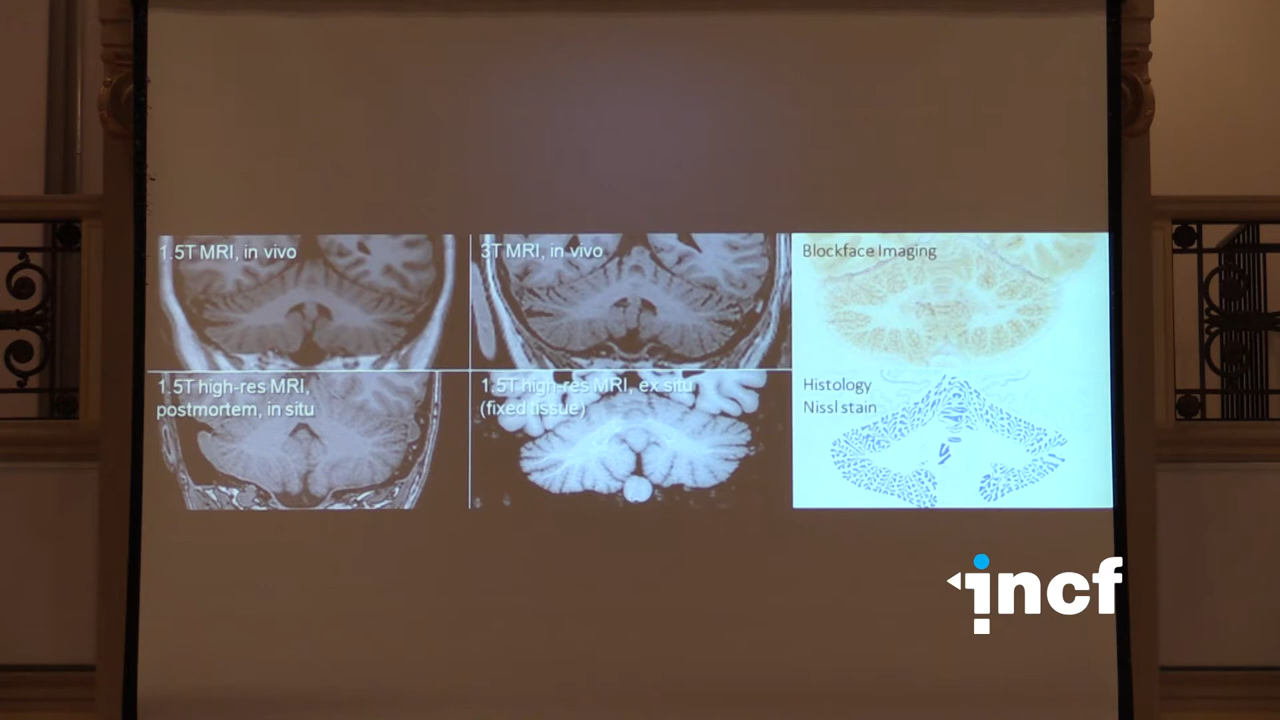 1.5T MRI, in vivo
3T MRI, in vivo
Blockface Imaging
1.5T high-res MRI,
postmortem, in situ
1.5T high-res MRI, ex situ
(fixed tissue)
Histology
Nissl stain
incf